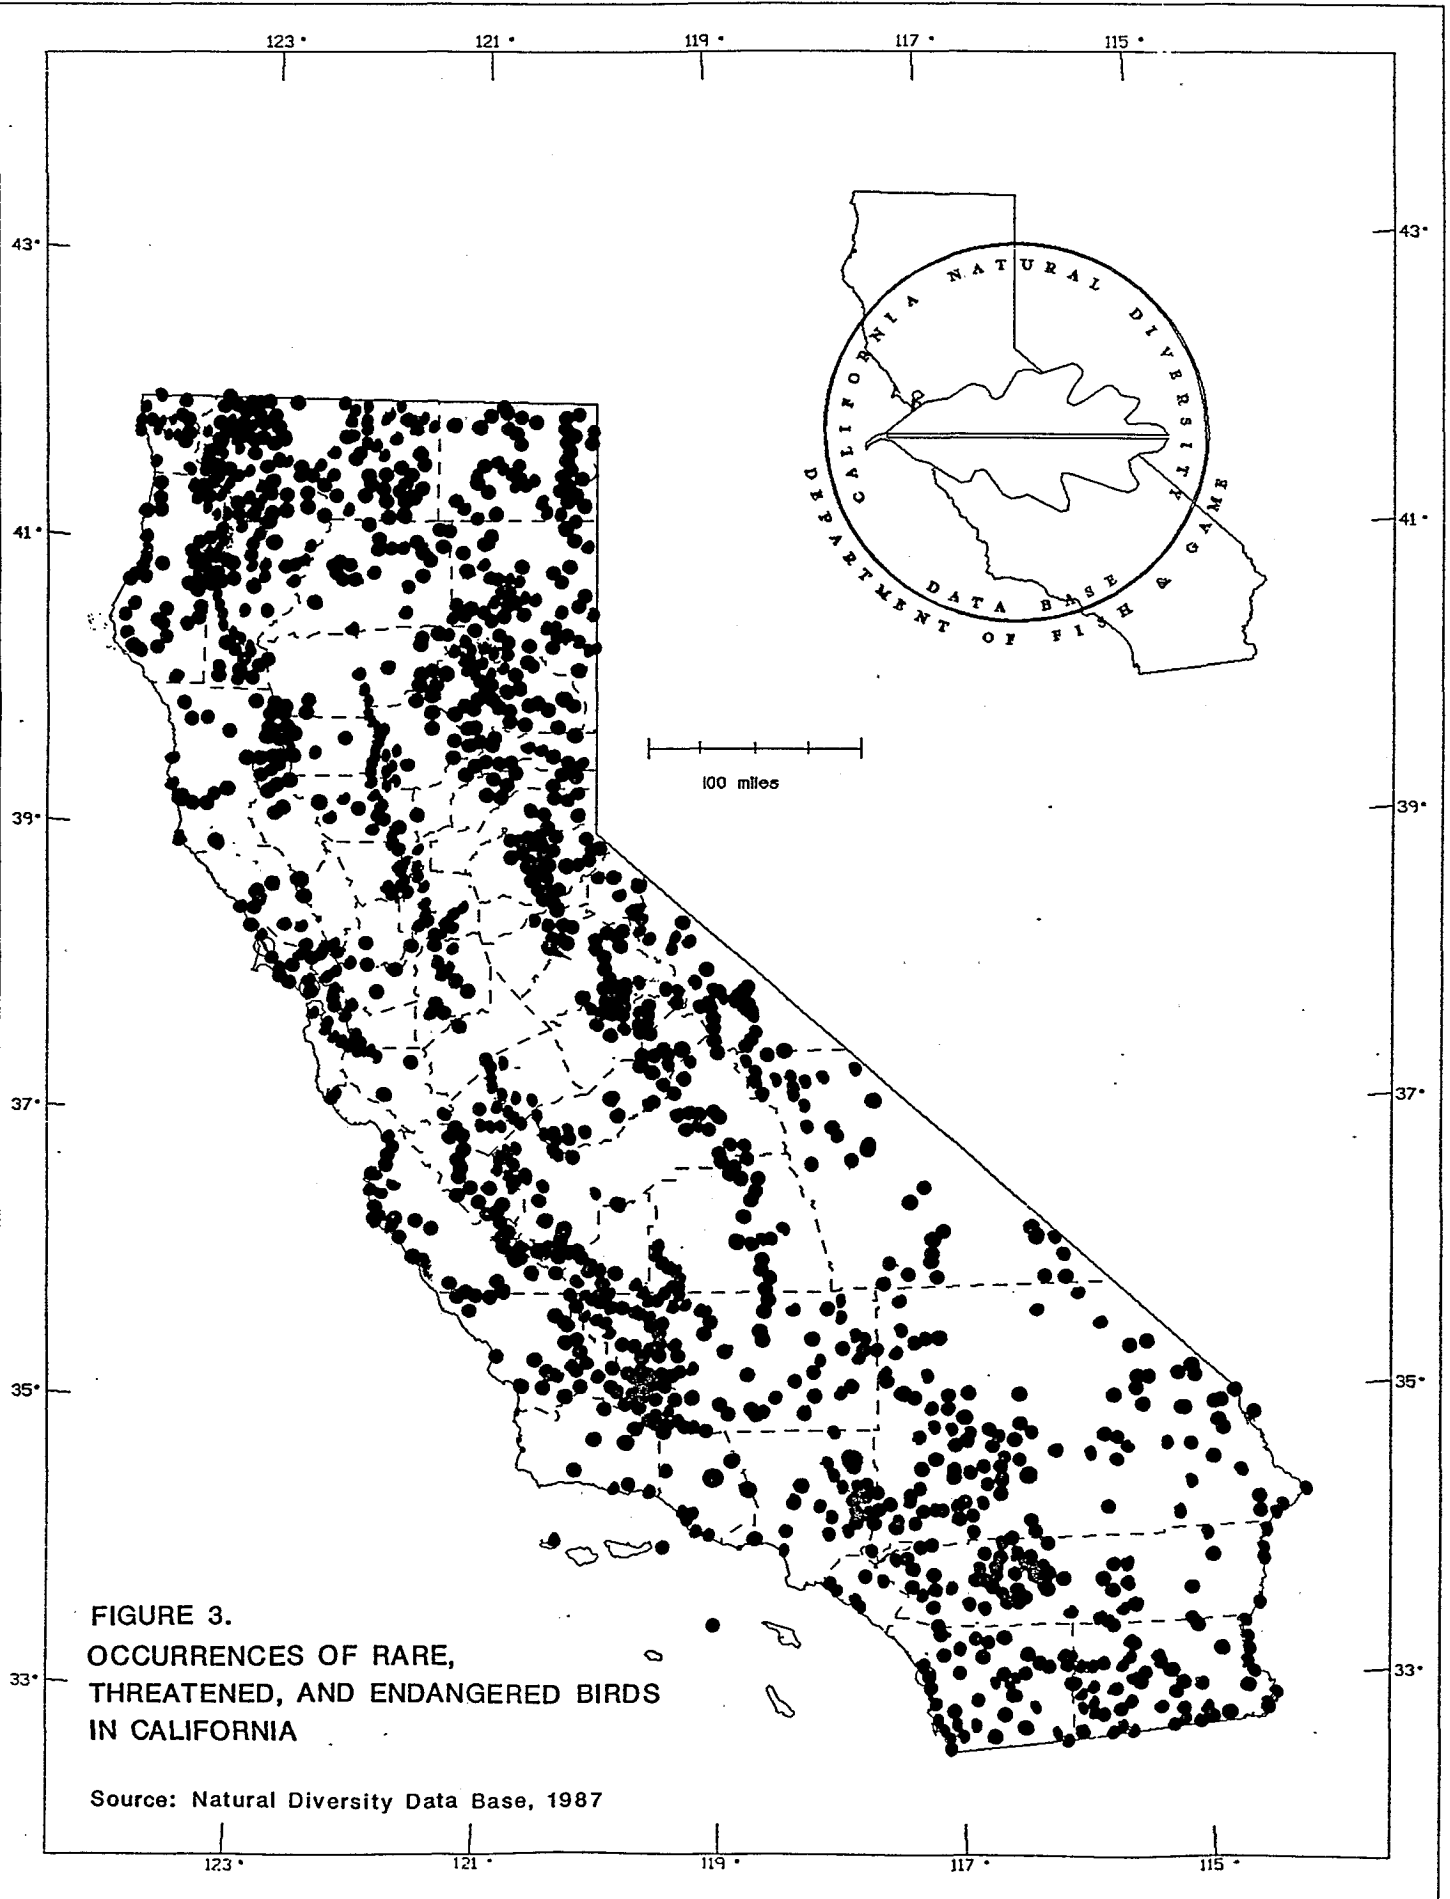 123° 121° 119° 117° 115°
43° 43°
CALIFORNIA NATURAL DIVERSITY
DATA BASE
DEPARTMENT OF FISH & GAME
41° 41°
100 miles
39° 39°
37° 37°
35° 35°
FIGURE 3.
OCCURRENCES OF RARE,
THREATENED, AND ENDANGERED BIRDS
IN CALIFORNIA
33° 33°
Source: Natural Diversity Data Base, 1987
123° 121° 119° 117° 115°